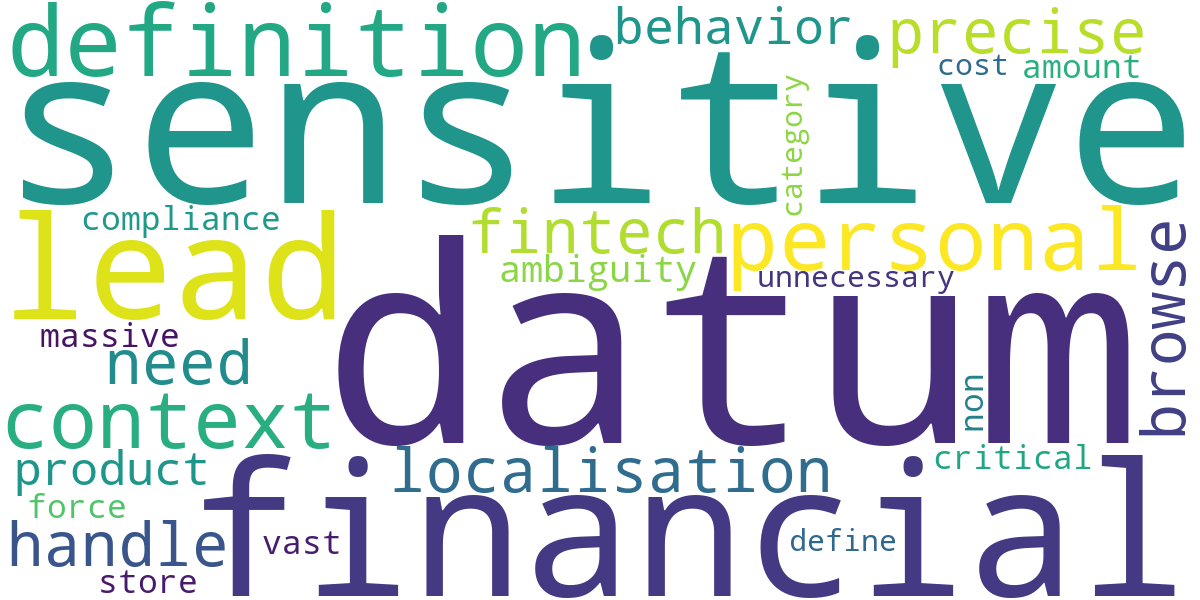 definition
behavior
precise
cost
amount
sensitive
category
compliance
lead
fintech
personal
ambiguity
unnecessary
browse
massive
need
datum
context
non
product
localisation
critical
force
financial
handle
vast
define
store